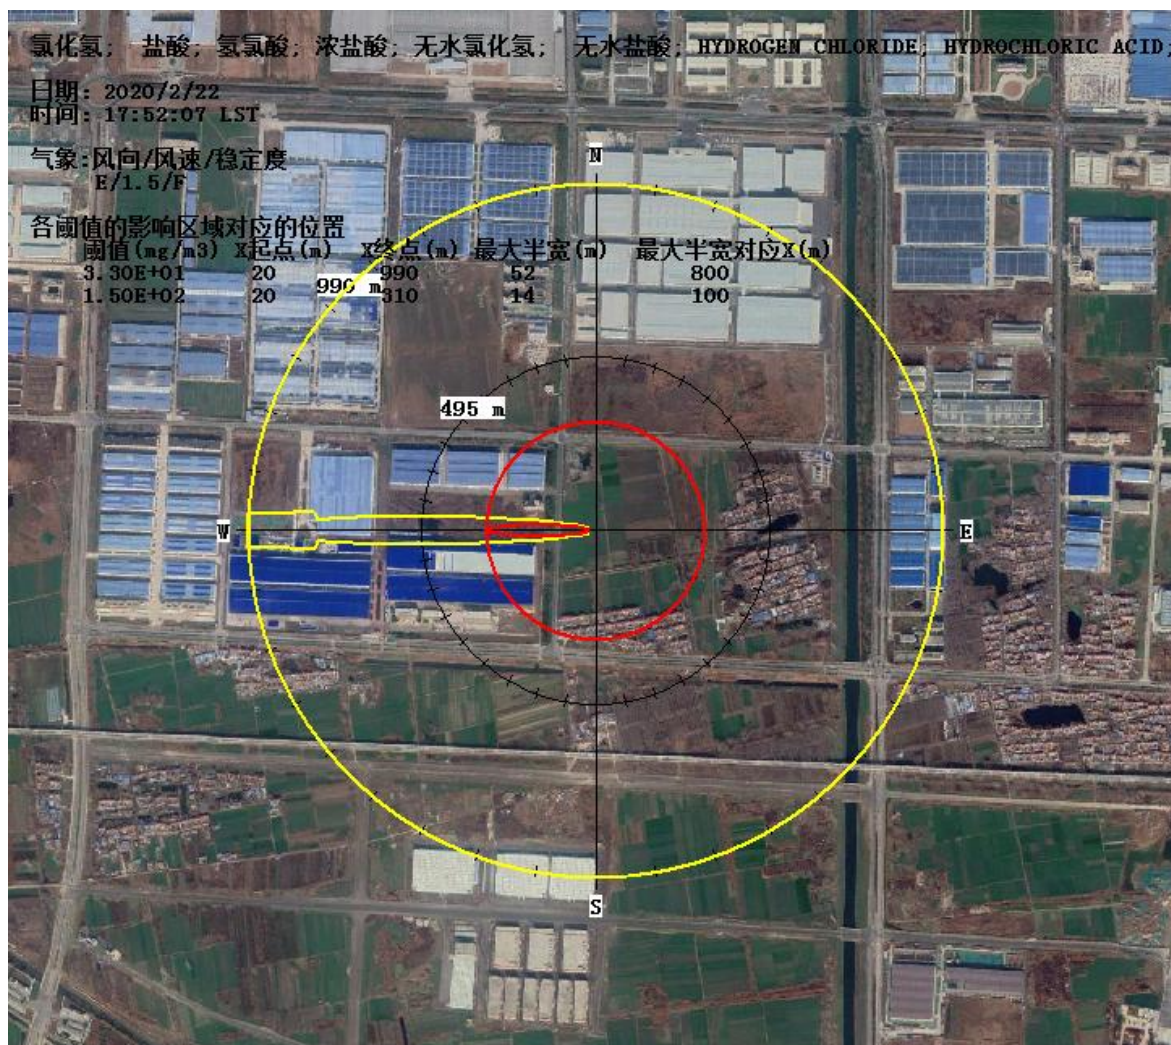 氯化氢; 盐酸; 氢氯酸; 浓盐酸; 无水氯化氢; 无水盐酸; HYDROGEN CHLORIDE; HYDROCHLORIC ACID,
日期: 2020/2/22
时间: 17:52:07 LST
气象:风向/风速/稳定度
E/1.5/F
各阈值的影响区域对应的位置
阈值(mg/m3) X起点(m) X终点(m) 最大半宽(m) 最大半宽对应X(m)
3.30E+01 20 990 52 800
1.50E+02 20 310 14 100
990 m
495 m
N
W
E
S